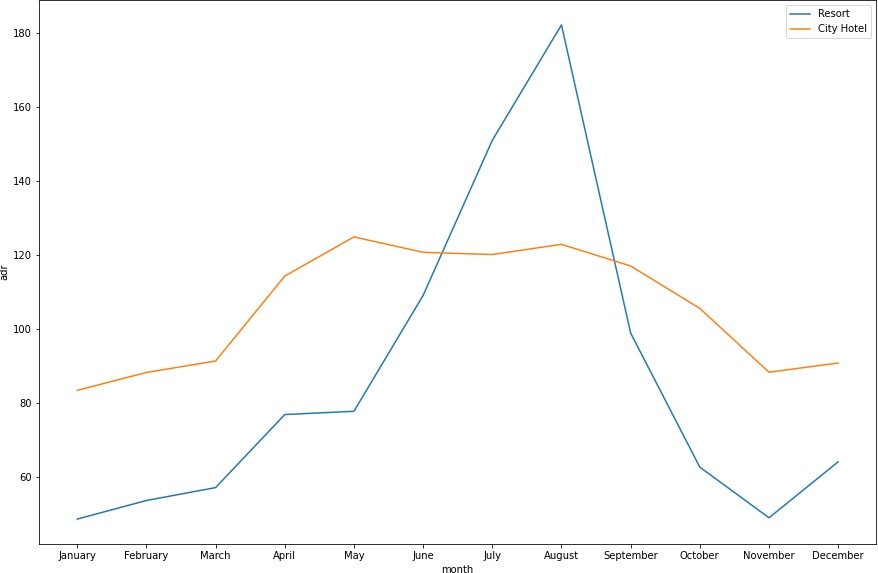 Resort
City Hotel
180
160
140
120
100
80
60
adr
January February March April May June July August September October November December
month